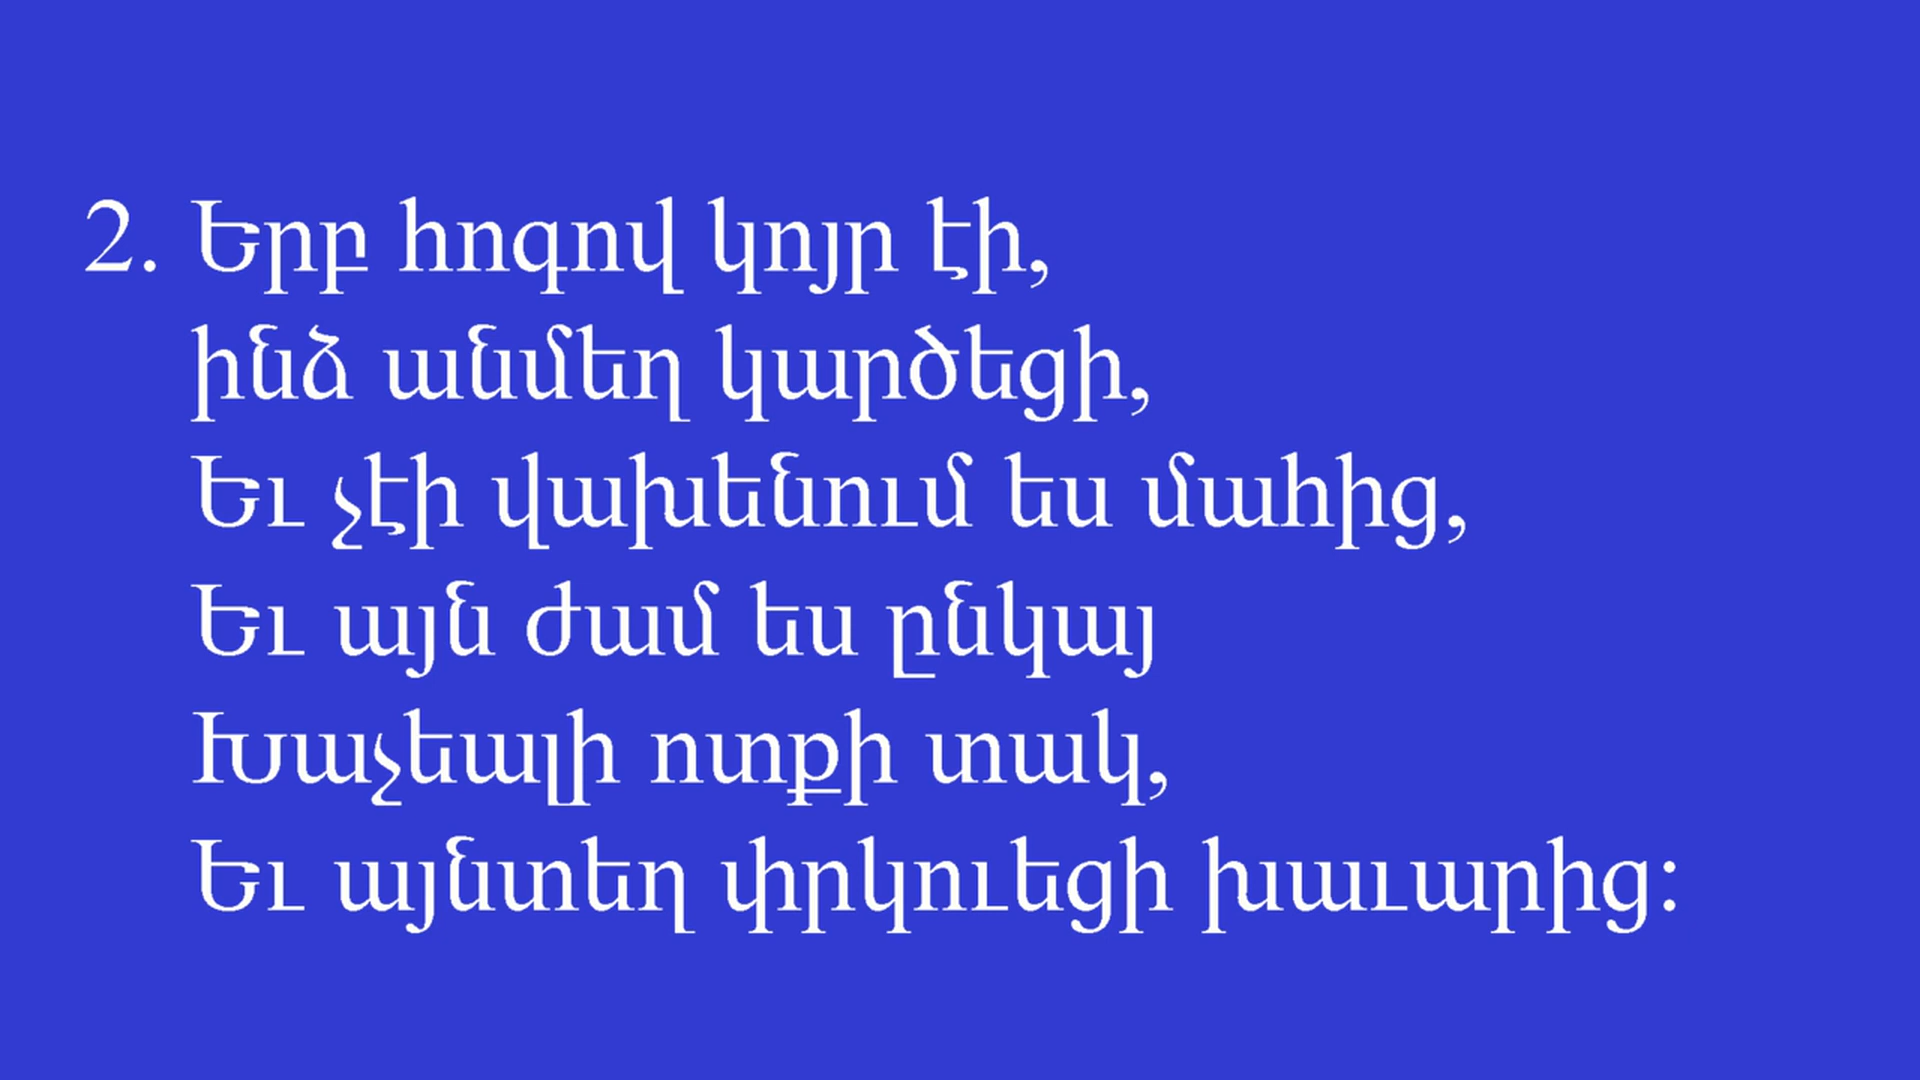 2. Երբ հոգով կոյր էի,
ինձ անմեղ կարծեցի,
Եւ չէի վախենում ես մահից,
Եւ այն ժամ ես ընկայ
Խաչեալի ոտքի տակ,
Եւ այնտեղ փրկուեցի խաւարից: